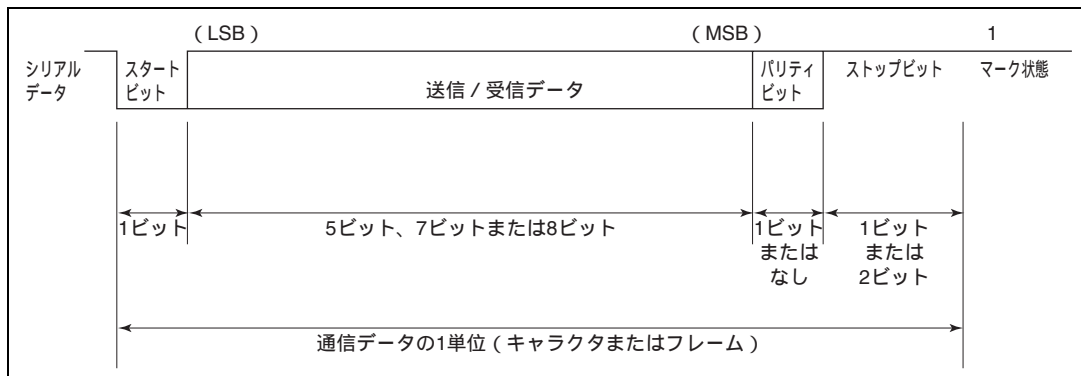 (LSB) (MSB) 1
シリアル
データ
スタート
ビット
送信 / 受信データ
パリティ
ビット
ストップビット
マーク状態
1ビット
5ビット、7ビットまたは8ビット
1ビット
または
なし
1ビット
または
2ビット
通信データの1単位(キャラクタまたはフレーム)